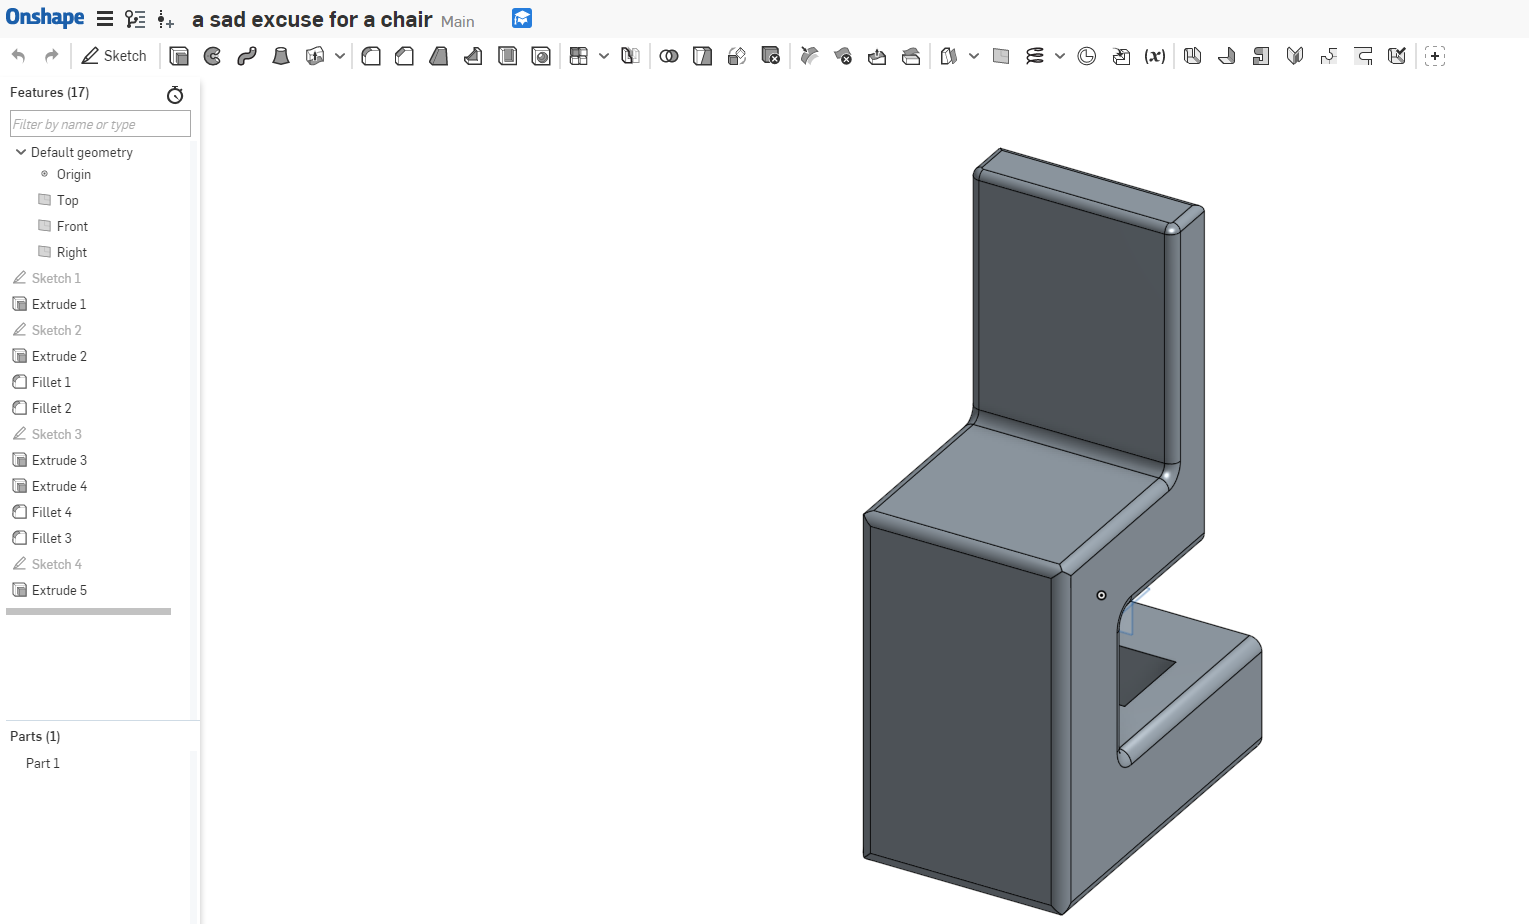 Onshape a sad excuse for a chair Main
Sketch
(x)
Features (17)
Filter by name or type
Default geometry
Origin
Top
Front
Right
Sketch 1
Extrude 1
Sketch 2
Extrude 2
Fillet 1
Fillet 2
Sketch 3
Extrude 3
Extrude 4
Fillet 4
Fillet 3
Sketch 4
Extrude 5
Parts (1)
Part 1